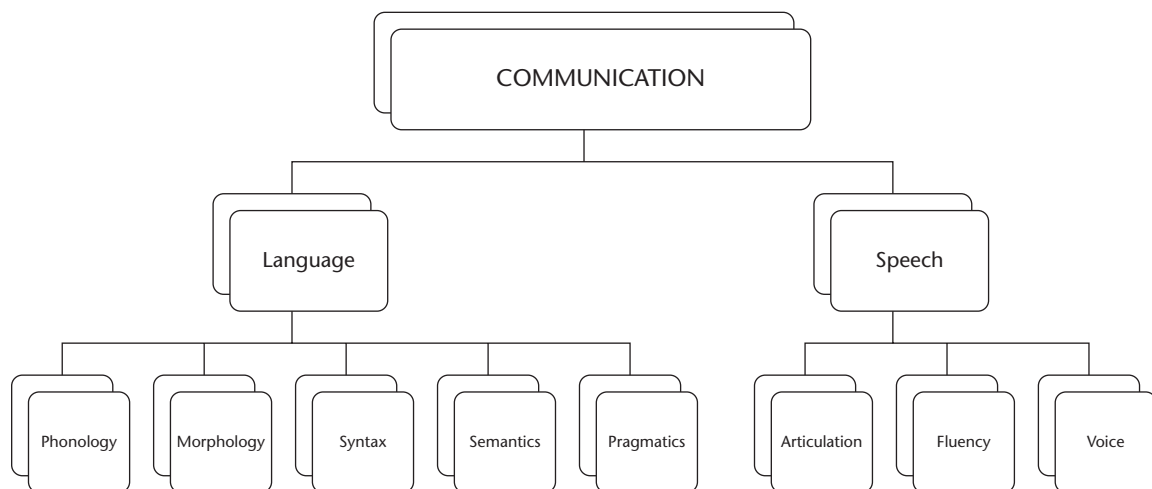 COMMUNICATION
Language
Speech
Phonology
Morphology
Syntax
Semantics
Pragmatics
Articulation
Fluency
Voice